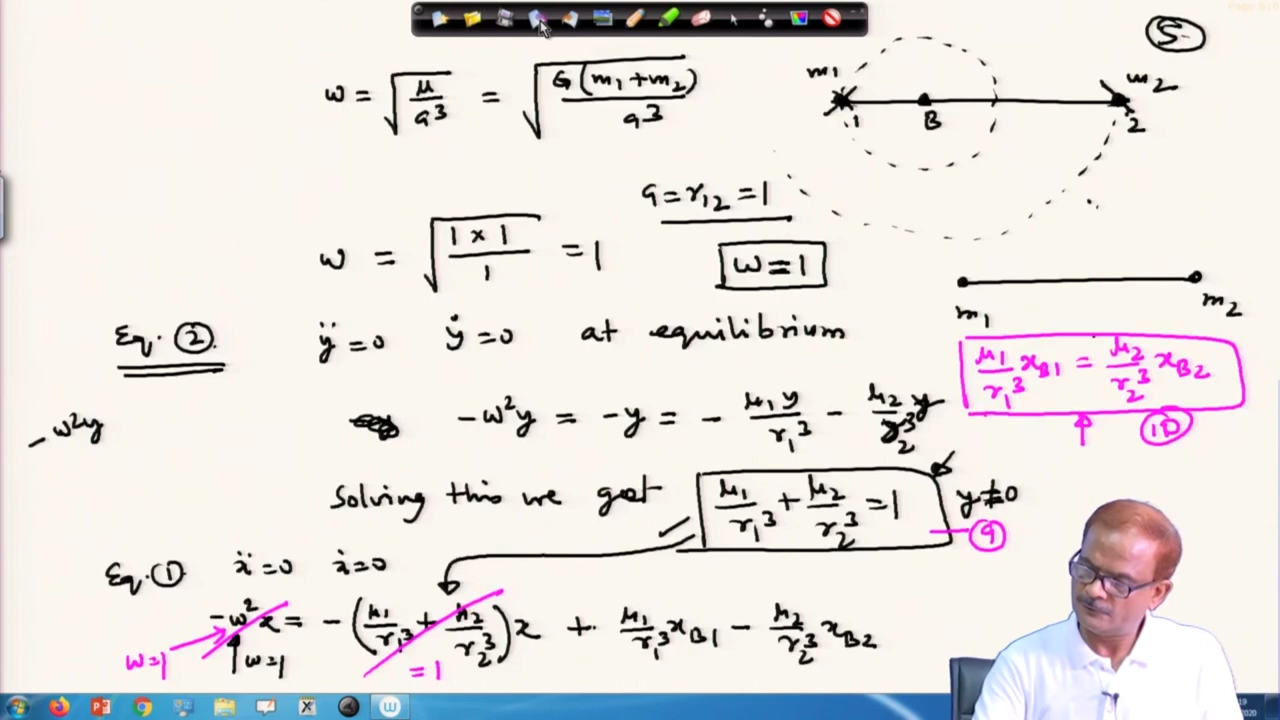 5
ω = √(μ/a³) = √(G(m₁+m₂)/a³)
m₁ m₂
1 B 2
a = r₁₂ = 1
ω = √(1×1/1) = 1
ω = 1
m₁ m₂
Eq. ② ÿ=0 ẏ=0 at equilibrium
μ₁/r₁³ x_B1 = μ₂/r₂³ x_B2
10
-ω²y
-ω²y = -y = - μ₁y/r₁³ - μ₂/r₂³ y
Solving this we get μ₁/r₁³ + μ₂/r₂³ = 1 y≠0
9
Eq. ① ẍ=0 ẋ=0
-ω²x = -(μ₁/r₁³ + μ₂/r₂³)x + μ₁/r₁³ x_B1 - μ₂/r₂³ x_B2
ω=1 ω=1 =1
2020